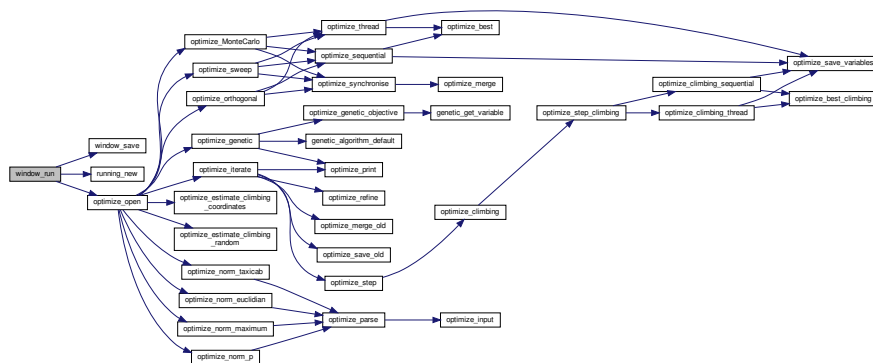 window_run
window_save
running_new
optimize_open
optimize_MonteCarlo
optimize_sweep
optimize_orthogonal
optimize_genetic
optimize_iterate
optimize_estimate_climbing
_coordinates
optimize_estimate_climbing
_random
optimize_norm_taxicab
optimize_norm_euclidian
optimize_norm_maximum
optimize_norm_p
optimize_thread
optimize_sequential
optimize_synchronise
optimize_genetic_objective
genetic_algorithm_default
optimize_print
optimize_refine
optimize_merge_old
optimize_save_old
optimize_step
optimize_parse
optimize_best
optimize_merge
genetic_get_variable
optimize_climbing
optimize_input
optimize_step_climbing
optimize_climbing_sequential
optimize_climbing_thread
optimize_save_variables
optimize_best_climbing